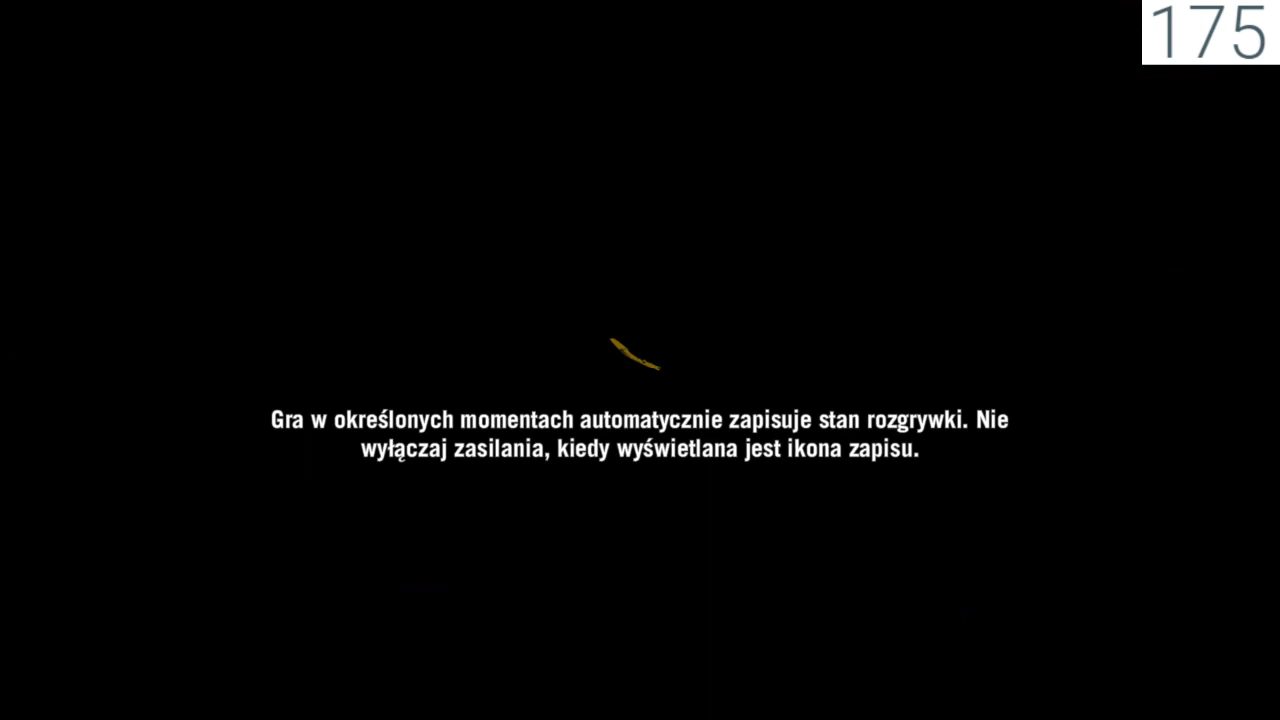 175
Gra w określonych momentach automatycznie zapisuje stan rozgrywki. Nie
wyłączaj zasilania, kiedy wyświetlana jest ikona zapisu.